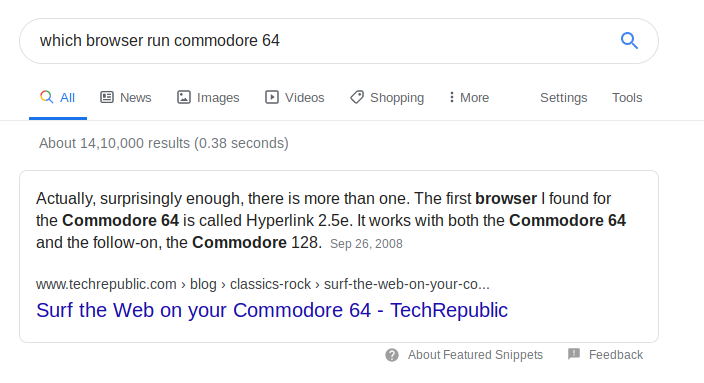 which browser run commodore 64
All News Images Videos Shopping More Settings Tools
About 14,10,000 results (0.38 seconds)
Actually, surprisingly enough, there is more than one. The first browser I found for
the Commodore 64 is called Hyperlink 2.5e. It works with both the Commodore 64
and the follow-on, the Commodore 128. Sep 26, 2008
www.techrepublic.com › blog › classics-rock › surf-the-web-on-your-co...
Surf the Web on your Commodore 64 - TechRepublic
About Featured Snippets Feedback